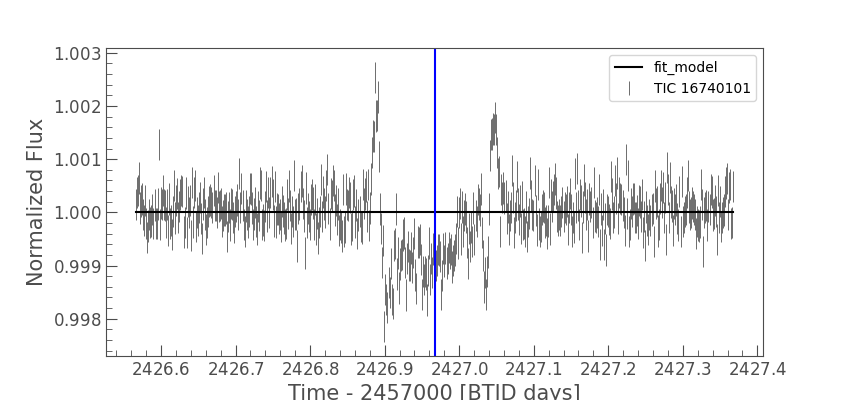 1.003
1.002
1.001
1.000
0.999
0.998
Normalized Flux
fit_model
TIC 16740101
2426.6 2426.7 2426.8 2426.9 2427.0 2427.1 2427.2 2427.3 2427.4
Time - 2457000 [BTJD days]